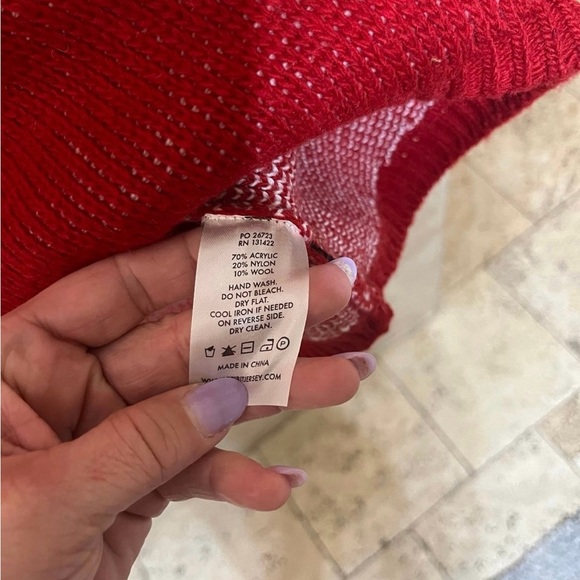 PO 26723
RN 131422
70% ACRYLIC
20% NYLON
10% WOOL
HAND WASH.
DO NOT BLEACH.
DRY FLAT.
COOL IRON IF NEEDED
ON REVERSE SIDE.
DRY CLEAN.
MADE IN CHINA